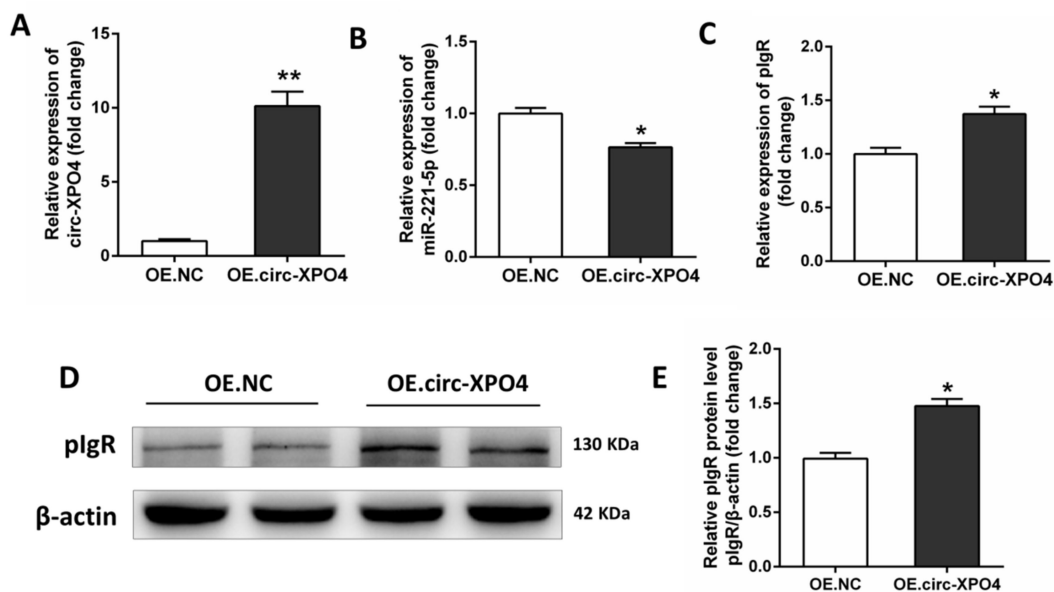 A
Relative expression of
circ-XPO4 (fold change)
15
10
5
0
**
OE.NC
OE.circ-XPO4
B
Relative expression of
miR-221-5p (fold change)
1.5
1.0
0.5
0.0
*
OE.NC
OE.circ-XPO4
C
Relative expression of pIgR
(fold change)
2.0
1.5
1.0
0.5
0.0
*
OE.NC
OE.circ-XPO4
D
OE.NC
OE.circ-XPO4
pIgR
130 KDa
β-actin
42 KDa
E
Relative pIgR protein level
pIgR/β-actin (fold change)
2.0
1.5
1.0
0.5
0.0
*
OE.NC
OE.circ-XPO4